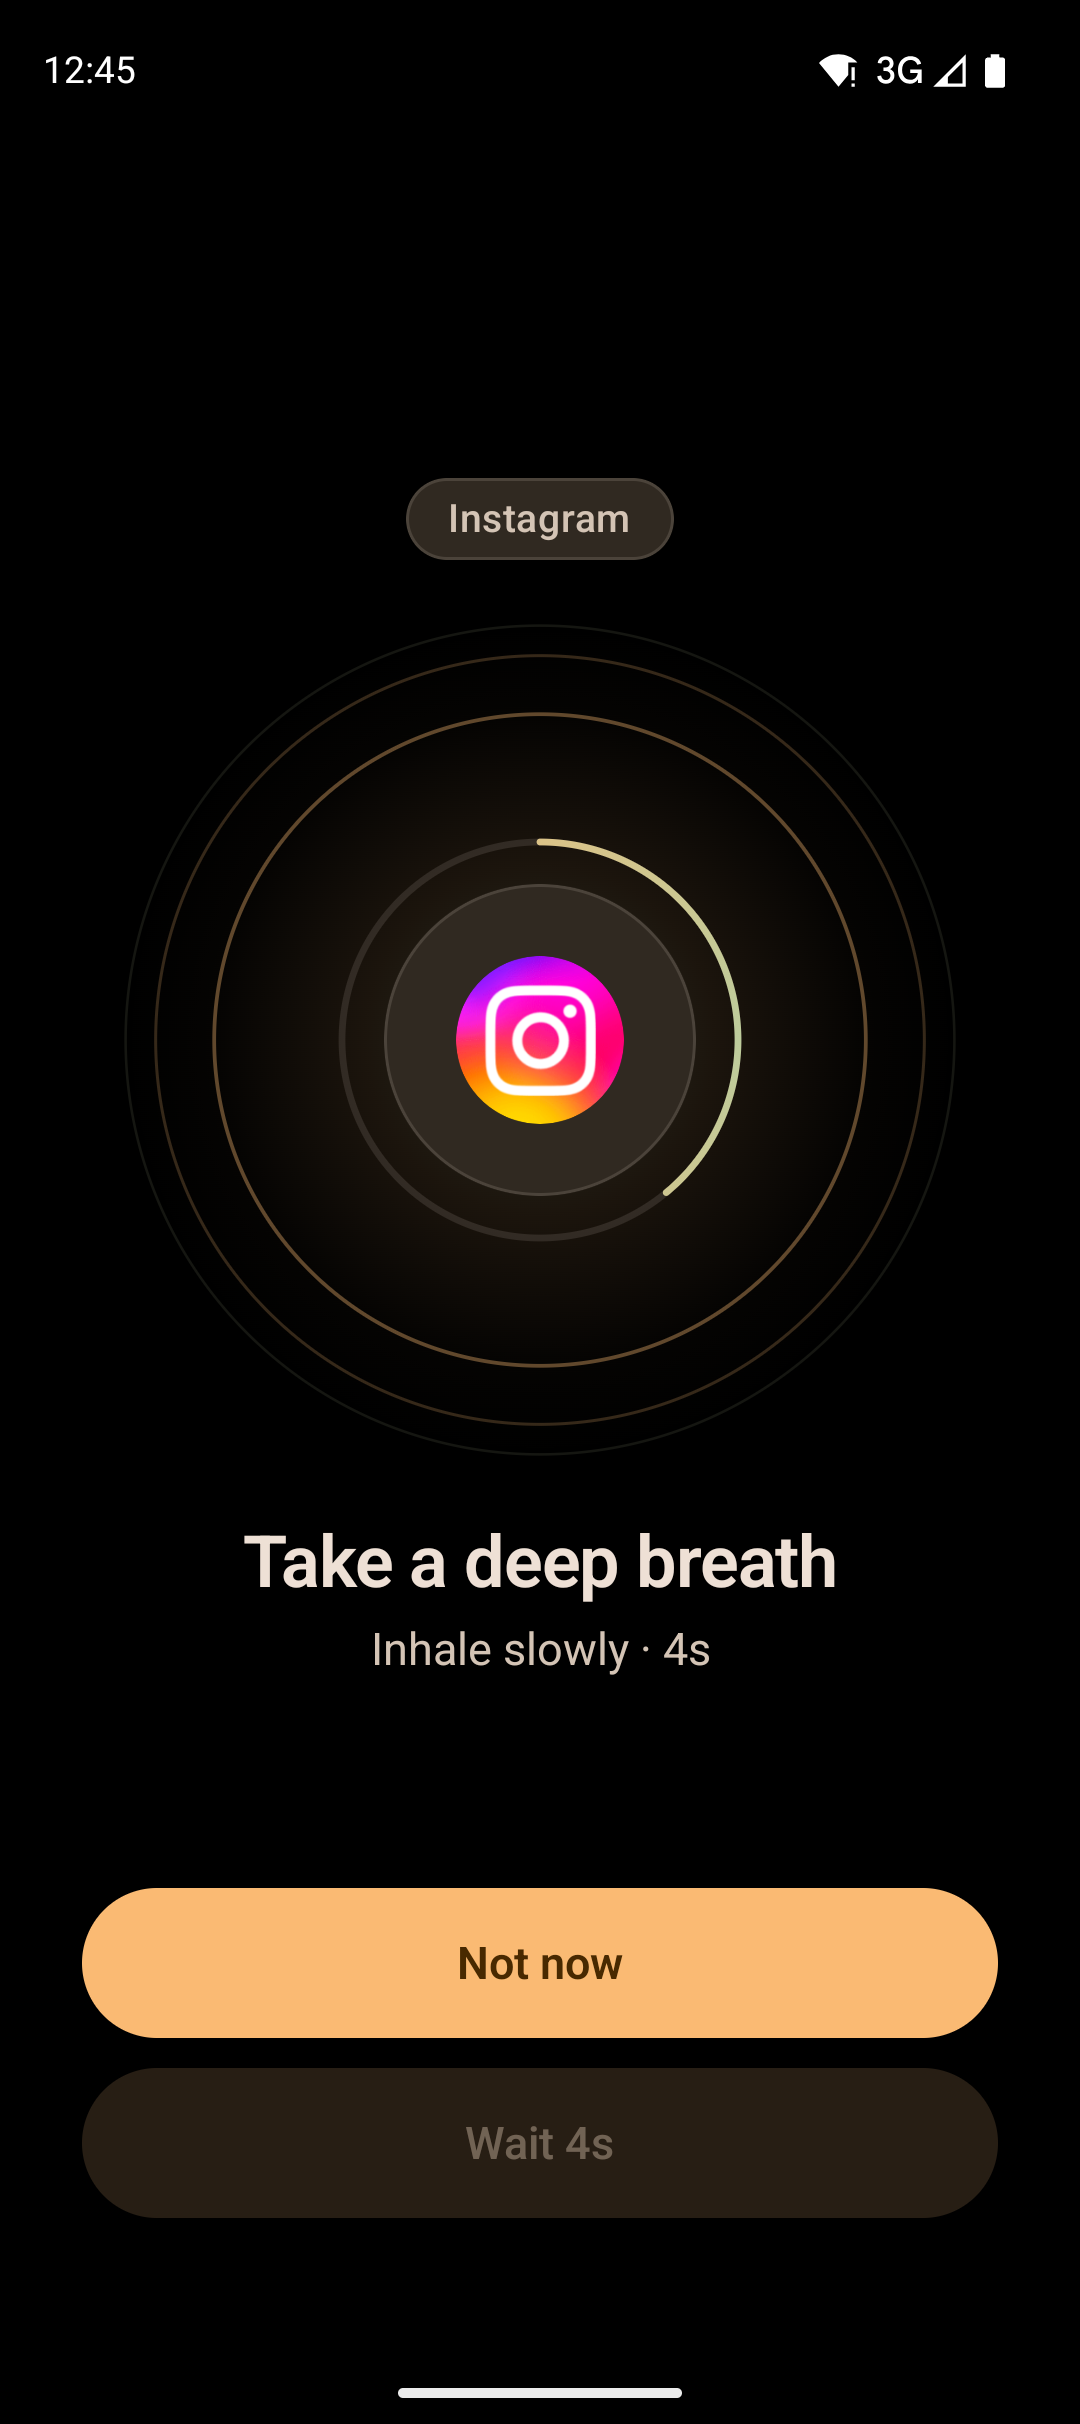 12:45
3G
Instagram
Take a deep breath
Inhale slowly · 4s
Not now
Wait 4s